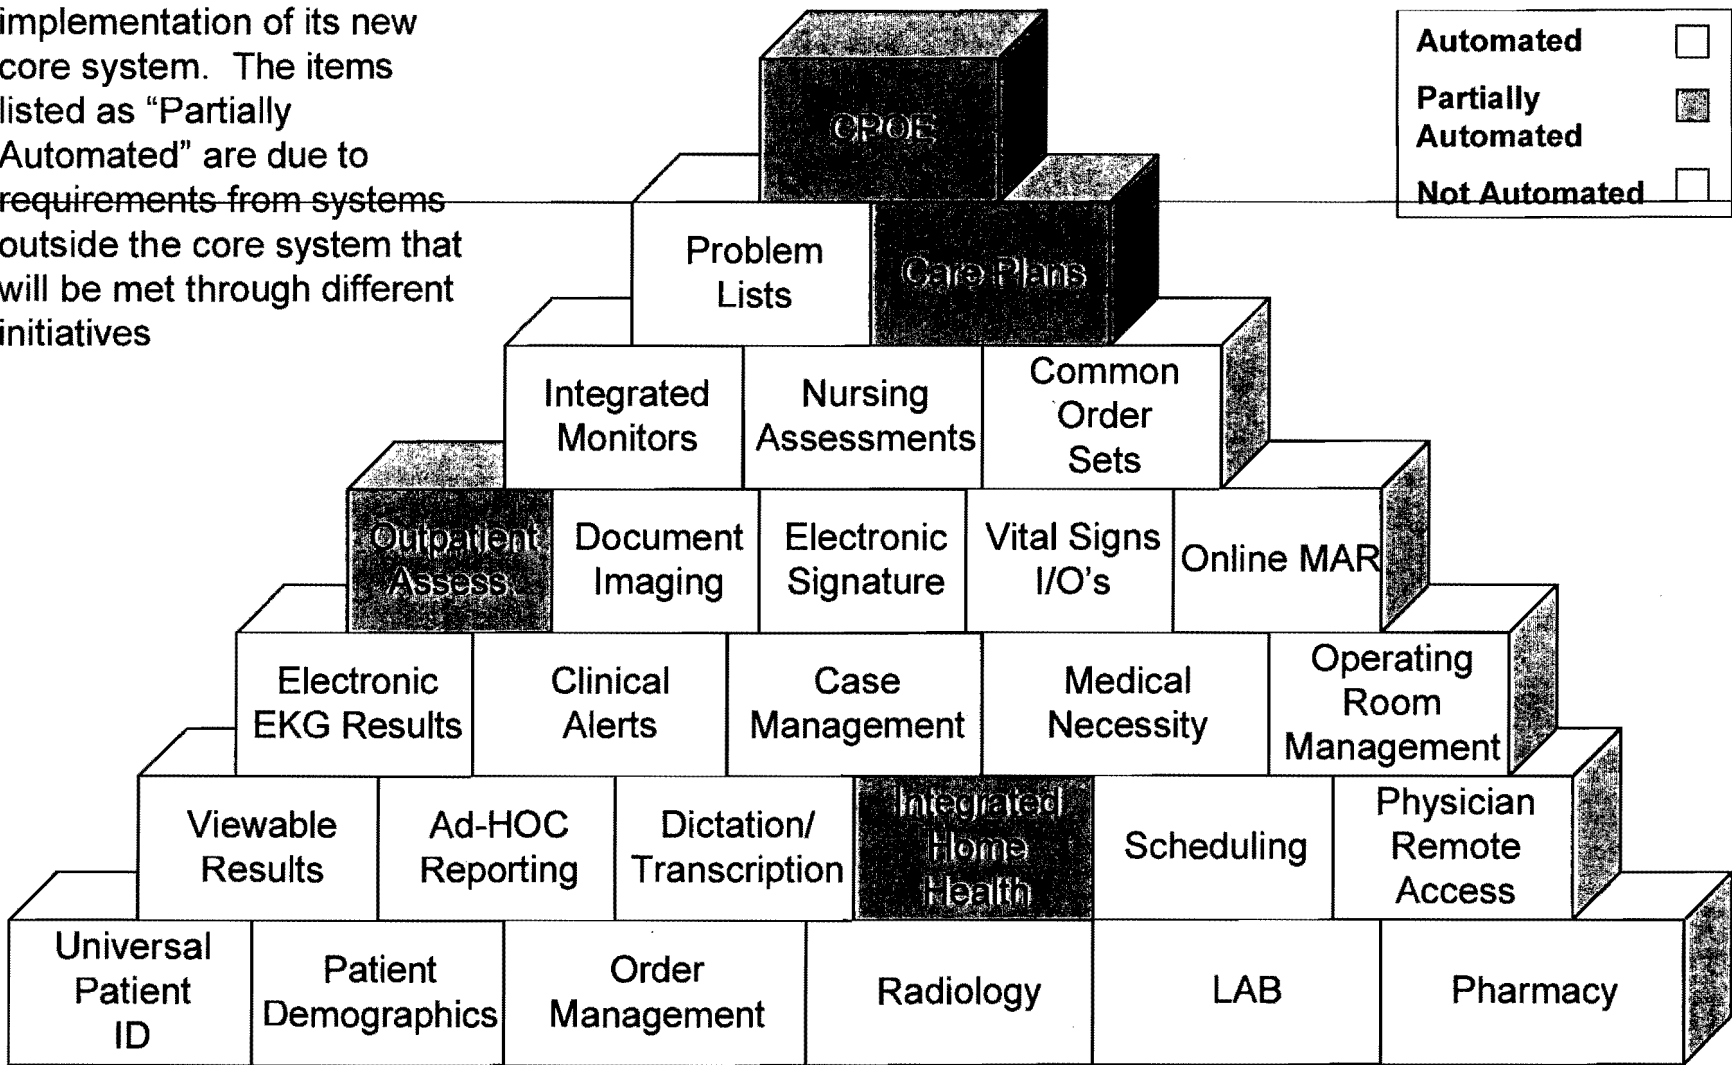 implementation of its new
core system. The items
listed as “Partially
Automated” are due to
requirements from systems
outside the core system that
will be met through different
initiatives
Automated
Partially
Automated
Not Automated
CPOE
Problem
Lists
Care Plans
Integrated
Monitors
Nursing
Assessments
Common
Order
Sets
Outpatient
Assess.
Document
Imaging
Electronic
Signature
Vital Signs
I/O’s
Online MAR
Electronic
EKG Results
Clinical
Alerts
Case
Management
Medical
Necessity
Operating
Room
Management
Viewable
Results
Ad-HOC
Reporting
Dictation/
Transcription
Integrated
Home
Health
Scheduling
Physician
Remote
Access
Universal
Patient
ID
Patient
Demographics
Order
Management
Radiology
LAB
Pharmacy